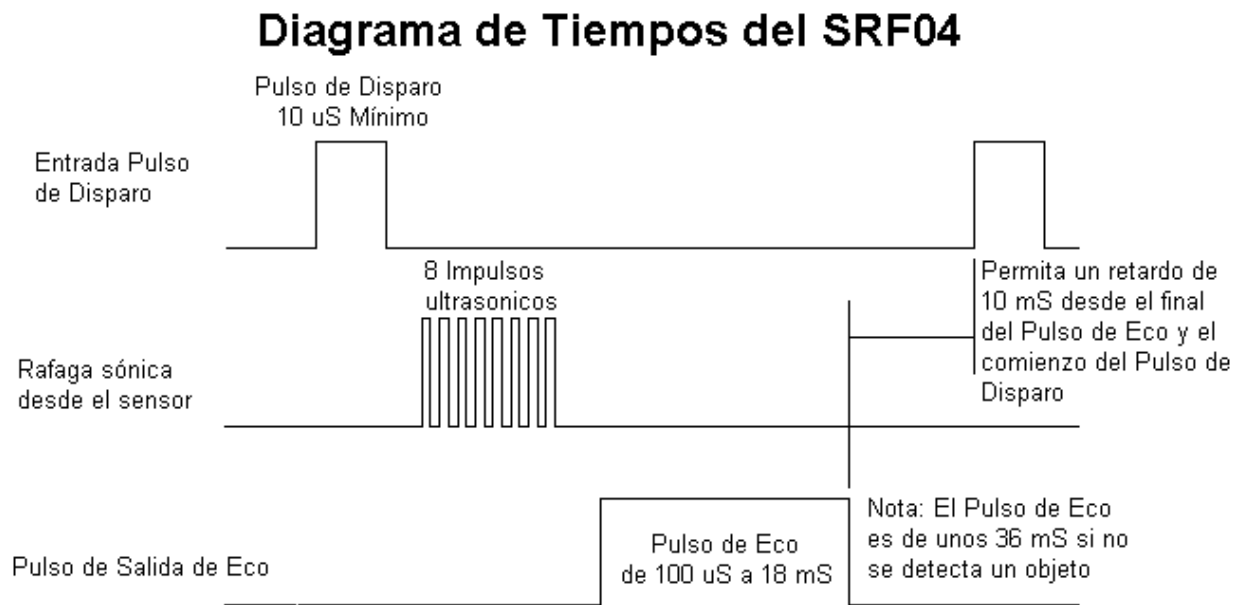 Diagrama de Tiempos del SRF04
Pulso de Disparo
10 uS Mínimo
Entrada Pulso
de Disparo
8 Impulsos
ultrasonicos
Permita un retardo de
10 mS desde el final
del Pulso de Eco y el
comienzo del Pulso de
Disparo
Rafaga sónica
desde el sensor
Nota: El Pulso de Eco
es de unos 36 mS si no
se detecta un objeto
Pulso de Eco
de 100 uS a 18 mS
Pulso de Salida de Eco